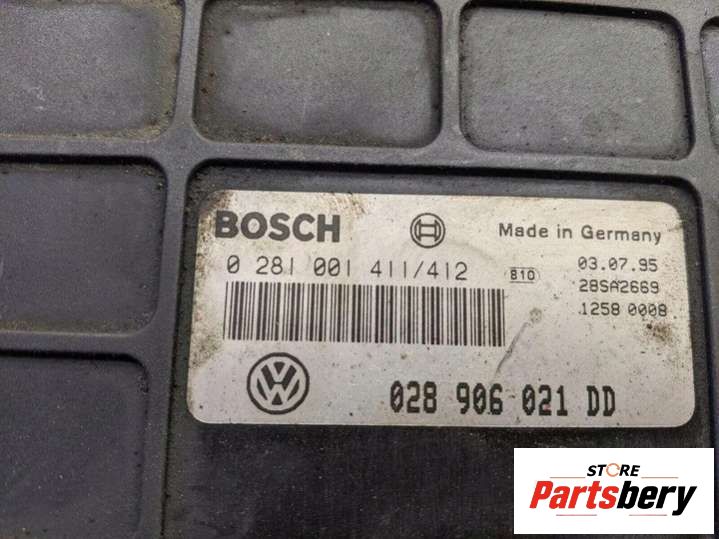 BOSCH Made in Germany
0 281 001 411/412 810 03.07.95
28SA2669
1258 0008
VW 028 906 021 DD
STORE
Partsbery